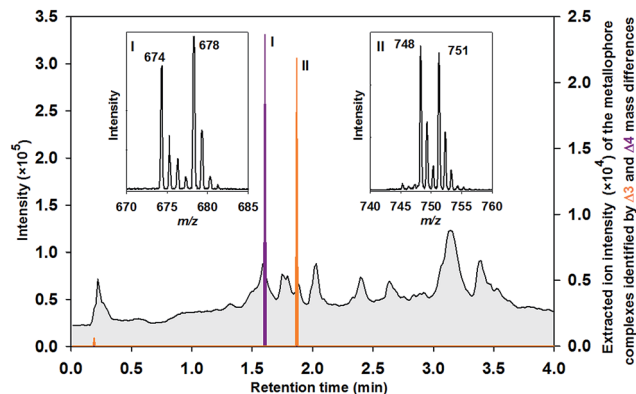 3.5
3.0
2.5
2.0
1.5
1.0
0.5
0.0
Intensity (×10⁵)
0.0 0.5 1.0 1.5 2.0 2.5 3.0 3.5 4.0
Retention time (min)
2.5
2.0
1.5
1.0
0.5
0.0
Extracted ion intensity (×10⁴) of the metallophore
complexes identified by Δ3 and Δ4 mass differences
I
II
I
674
678
Intensity
670 675 680 685
m/z
II
748
751
Intensity
740 745 750 755 760
m/z